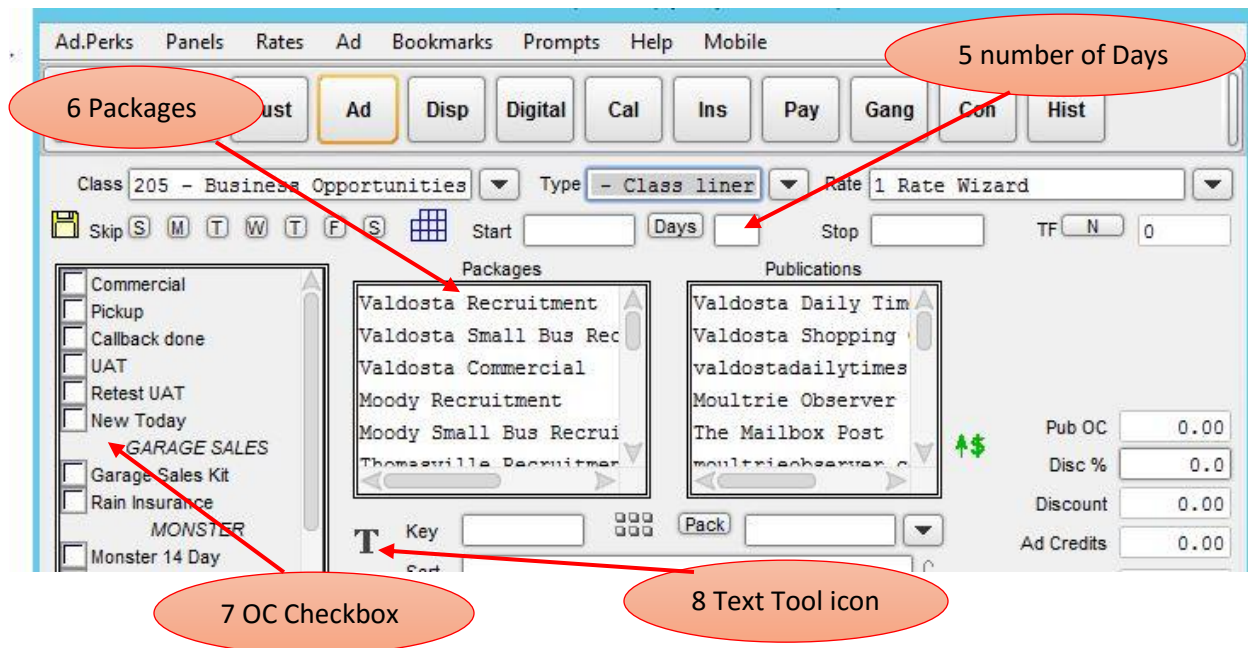 Ad.Perks Panels Rates Ad Bookmarks Prompts Help Mobile
5 number of Days
6 Packages
ust Ad Disp Digital Cal Ins Pay Gang Con Hist
Class 205 - Business Opportunities Type - Class liner Rate 1 Rate Wizard
Skip S M T W T F S Start Days Stop TF N 0
Packages
Valdosta Recruitment
Valdosta Small Bus Rec
Valdosta Commercial
Moody Recruitment
Moody Small Bus Recrui
Thomasville Recruitmen
Publications
Valdosta Daily Tim
Valdosta Shopping
valdostadailytimes
Moultrie Observer
The Mailbox Post
moultrieobserver c
Commercial
Pickup
Callback done
UAT
Retest UAT
New Today
GARAGE SALES
Garage Sales Kit
Rain Insurance
MONSTER
Monster 14 Day
Pub OC 0.00
Disc % 0.0
Discount 0.00
Ad Credits 0.00
T Key Pack
Sort
7 OC Checkbox
8 Text Tool icon